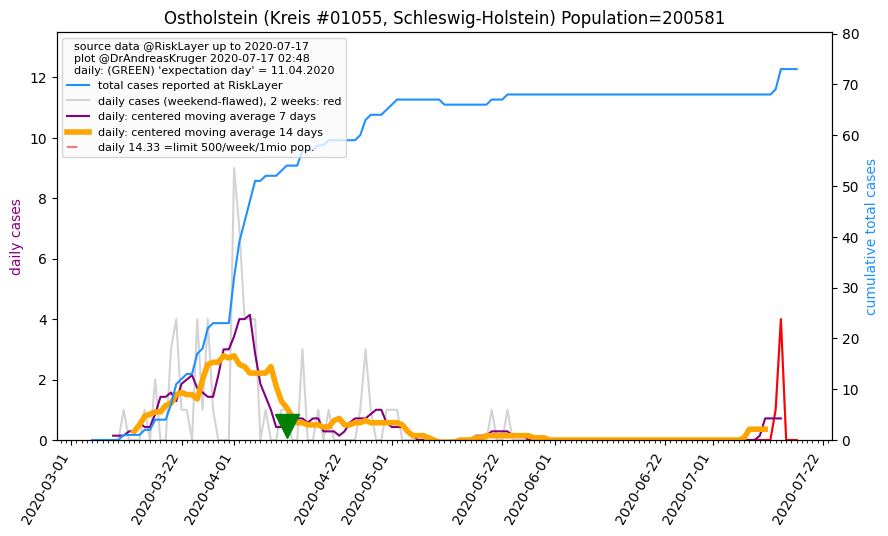 Ostholstein (Kreis #01055, Schleswig-Holstein) Population=200581
source data @RiskLayer up to 2020-07-17
plot @DrAndreasKruger 2020-07-17 02:48
daily: (GREEN) 'expectation day' = 11.04.2020
total cases reported at RiskLayer
daily cases (weekend-flawed), 2 weeks: red
daily: centered moving average 7 days
daily: centered moving average 14 days
daily 14.33 =limit 500/week/1mio pop.
daily cases
12
10
8
6
4
2
0
cumulative total cases
80
70
60
50
40
30
20
10
0
2020-03-01
2020-03-22
2020-04-01
2020-04-22
2020-05-01
2020-05-22
2020-06-01
2020-06-22
2020-07-01
2020-07-22